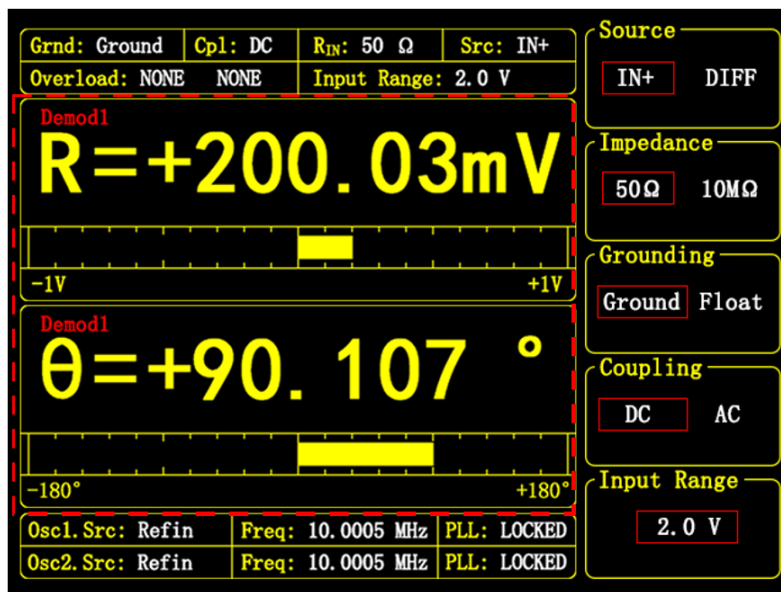 Grnd: Ground Cpl: DC RIN: 50 Ω Src: IN+
Overload: NONE NONE Input Range: 2.0 V
Demod1
R=+200.03mV
-1V +1V
Demod1
θ=+90.107 °
-180° +180°
Osc1.Src: Refin Freq: 10.0005 MHz PLL: LOCKED
Osc2.Src: Refin Freq: 10.0005 MHz PLL: LOCKED
Source
IN+ DIFF
Impedance
50Ω 10MΩ
Grounding
Ground Float
Coupling
DC AC
Input Range
2.0 V